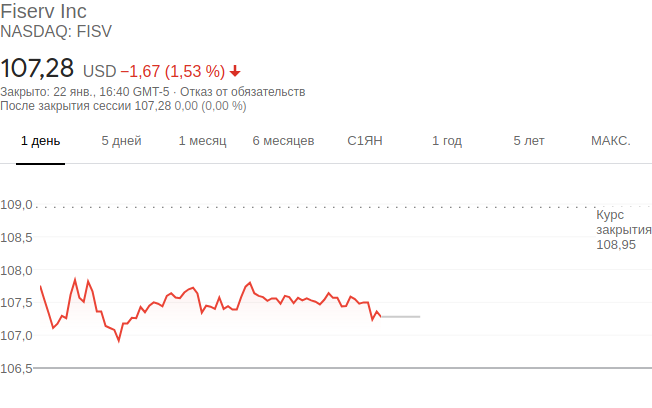 Fiserv Inc
NASDAQ: FISV
107,28 USD −1,67 (1,53 %)
Закрыто: 22 янв., 16:40 GMT-5 · Отказ от обязательств
После закрытия сессии 107,28 0,00 (0,00 %)
1 день 5 дней 1 месяц 6 месяцев С1ЯН 1 год 5 лет МАКС.
109,0
Курс
закрытия
108,95
108,5
108,0
107,5
107,0
106,5